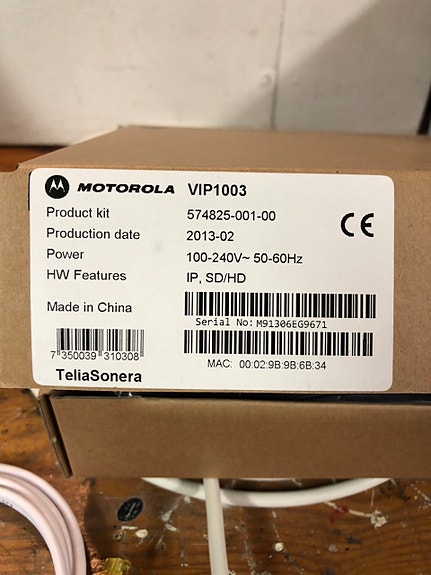 MOTOROLA VIP1003
Product kit 574825-001-00
Production date 2013-02
Power 100-240V~ 50-60Hz
HW Features IP, SD/HD
CE
Made in China
Serial No: M91306EG9671
7 350039 310308
MAC: 00:02:9B:9B:6B:34
TeliaSonera